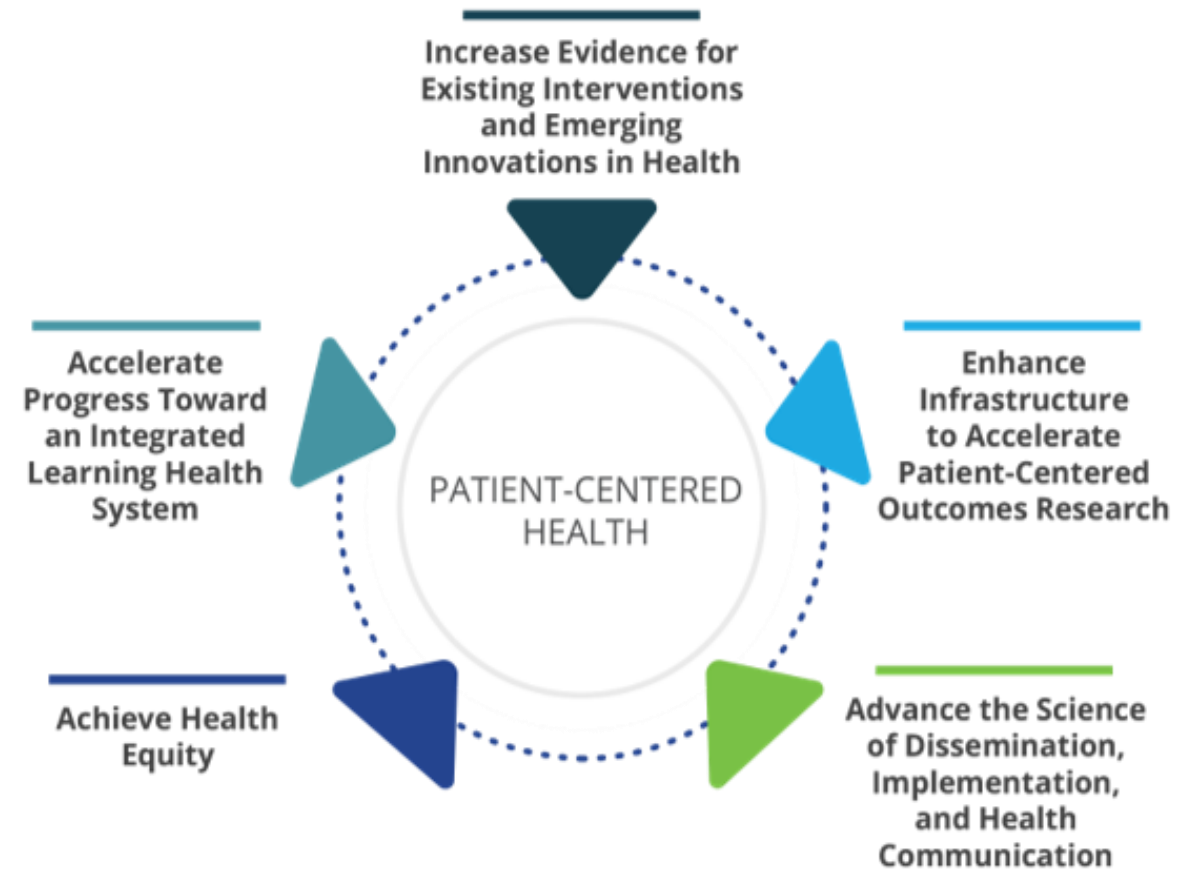 Increase Evidence for
Existing Interventions
and Emerging
Innovations in Health
Accelerate
Progress Toward
an Integrated
Learning Health
System
Enhance
Infrastructure
to Accelerate
Patient-Centered
Outcomes Research
PATIENT-CENTERED
HEALTH
Achieve Health
Equity
Advance the Science
of Dissemination,
Implementation,
and Health
Communication